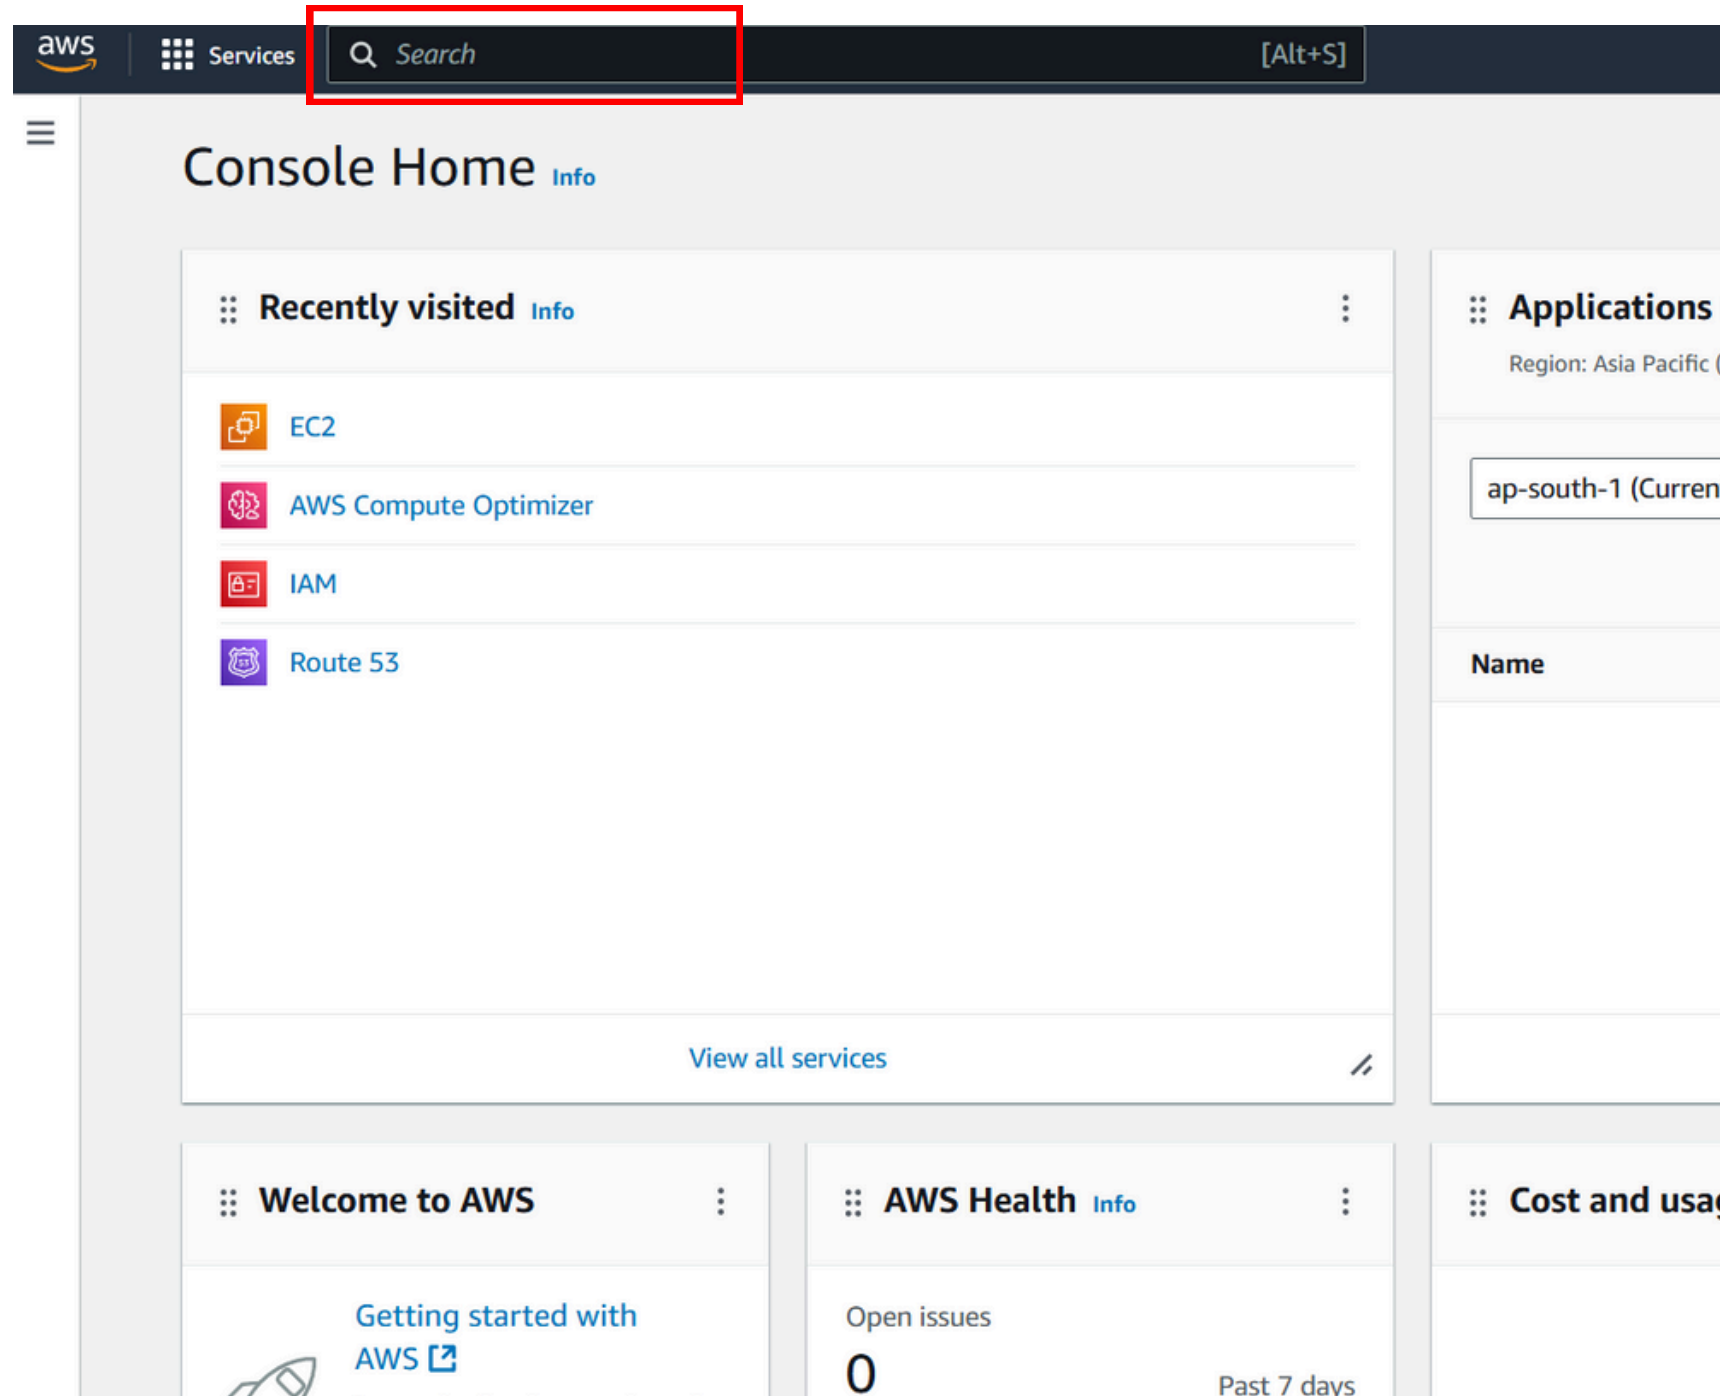 aws
Services
Search
[Alt+S]
Console Home Info
Recently visited Info
EC2
AWS Compute Optimizer
IAM
Route 53
View all services
Applications
Region: Asia Pacific (
ap-south-1 (Curren
Name
Welcome to AWS
Getting started with
AWS
AWS Health Info
Open issues
0
Past 7 days
Cost and usag